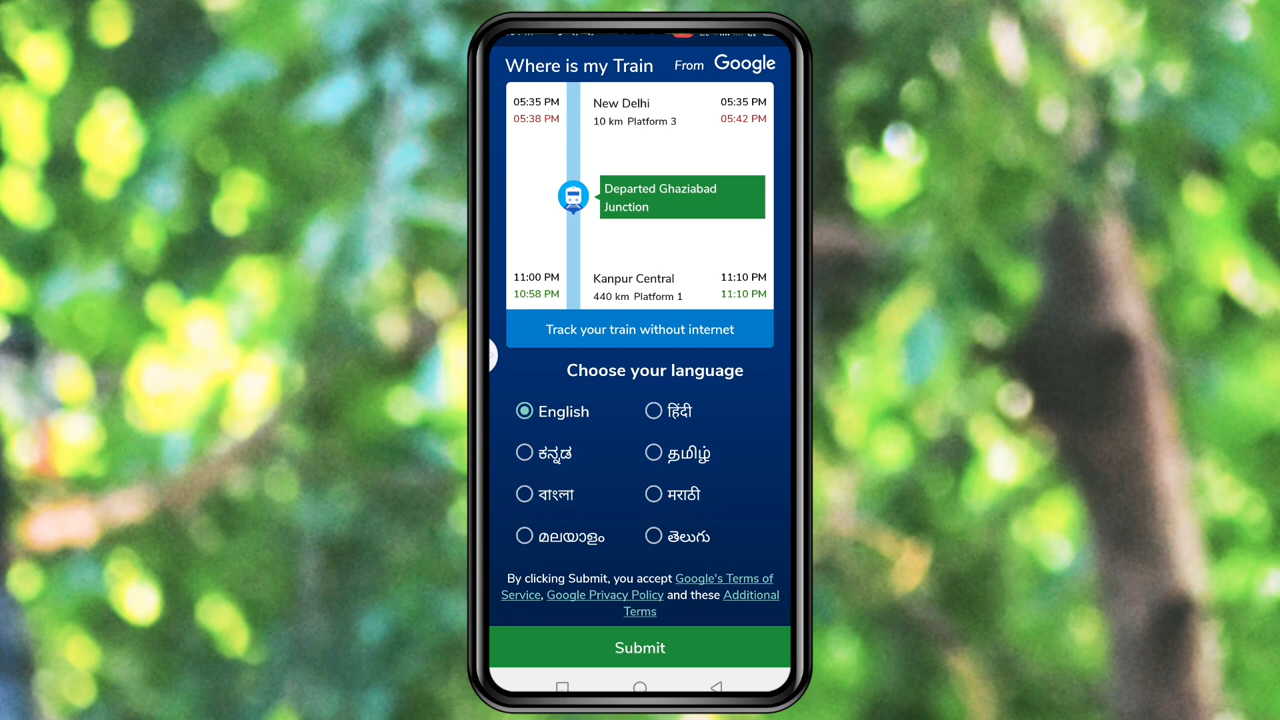 Where is my Train From Google
05:35 PM New Delhi 05:35 PM
05:38 PM 10 km Platform 3 05:42 PM
Departed Ghaziabad
Junction
11:00 PM Kanpur Central 11:10 PM
10:58 PM 440 km Platform 1 11:10 PM
Track your train without internet
Choose your language
English हिंदी
ಕನ್ನಡ தமிழ்
বাংলা मराठी
മലയാളം తెలుగు
By clicking Submit, you accept Google's Terms of
Service, Google Privacy Policy and these Additional
Terms
Submit